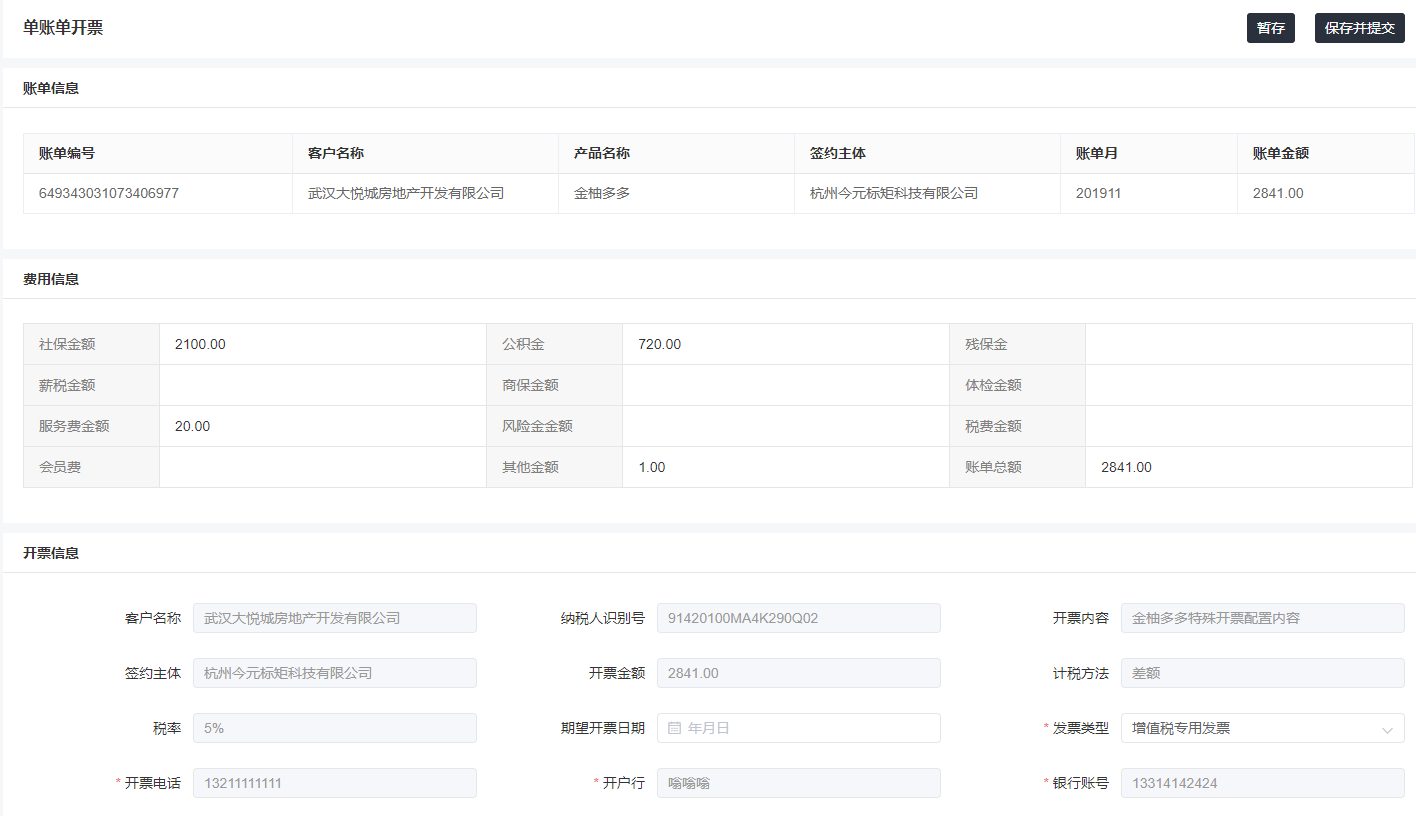 单账单开票 暂存 保存并提交
账单信息
账单编号 客户名称 产品名称 签约主体 账单月 账单金额
649343031073406977 武汉大悦城房地产开发有限公司 金柚多多 杭州今元标矩科技有限公司 201911 2841.00
费用信息
社保金额 2100.00 公积金 720.00 残保金
薪税金额 商保金额 体检金额
服务费金额 20.00 风险金金额 税费金额
会员费 其他金额 1.00 账单总额 2841.00
开票信息
客户名称 武汉大悦城房地产开发有限公司 纳税人识别号 91420100MA4K290Q02 开票内容 金柚多多特殊开票配置内容
签约主体 杭州今元标矩科技有限公司 开票金额 2841.00 计税方法 差额
税率 5% 期望开票日期 年月日 * 发票类型 增值税专用发票
* 开票电话 13211111111 * 开户行 嗡嗡嗡 * 银行账号 13314142424